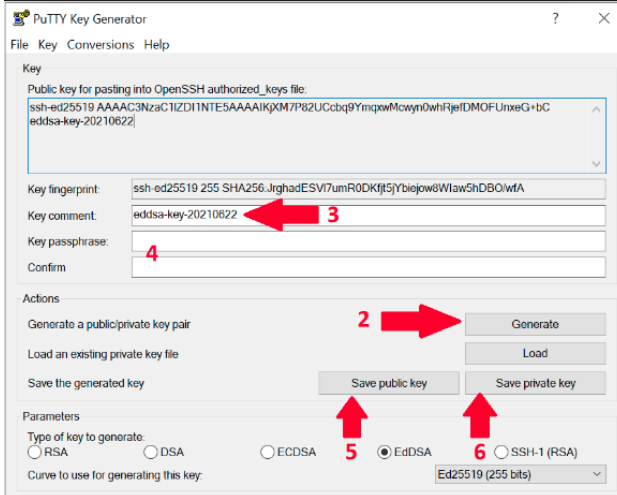 PuTTY Key Generator ? ×
File Key Conversions Help
Key
Public key for pasting into OpenSSH authorized_keys file:
ssh-ed25519 AAAAC3NzaC1lZDI1NTE5AAAAIKjXM7P82UCcbq9YmqxwMcwyn0whRjefDMOFUnxeG+bC
eddsa-key-20210622
Key fingerprint: ssh-ed25519 255 SHA256:JrghadESVl7umR0DKfjt5jYbiejow8WIaw5hDBO/wfA
Key comment: eddsa-key-20210622 3
Key passphrase:
4
Confirm
Actions
Generate a public/private key pair 2 Generate
Load an existing private key file Load
Save the generated key Save public key Save private key
Parameters
Type of key to generate:
RSA DSA ECDSA 5 EdDSA 6 SSH-1 (RSA)
Curve to use for generating this key: Ed25519 (255 bits)